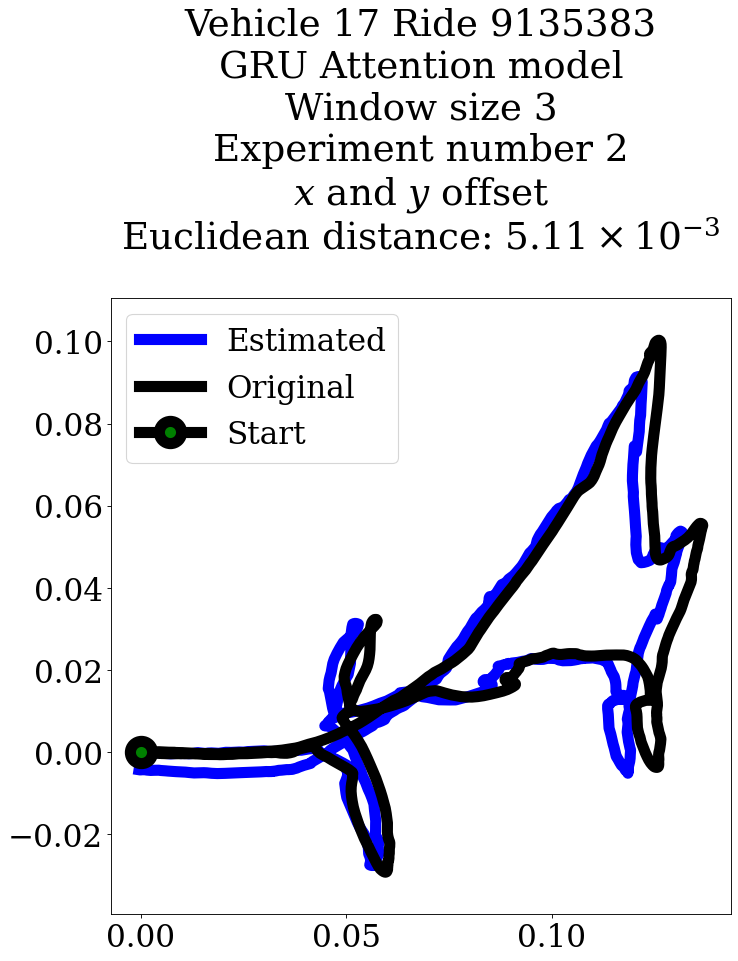 Vehicle 17 Ride 9135383
GRU Attention model
Window size 3
Experiment number 2
x and y offset
Euclidean distance: 5.11 × 10⁻³
Estimated
Original
Start
0.10
0.08
0.06
0.04
0.02
0.00
−0.02
0.00 0.05 0.10